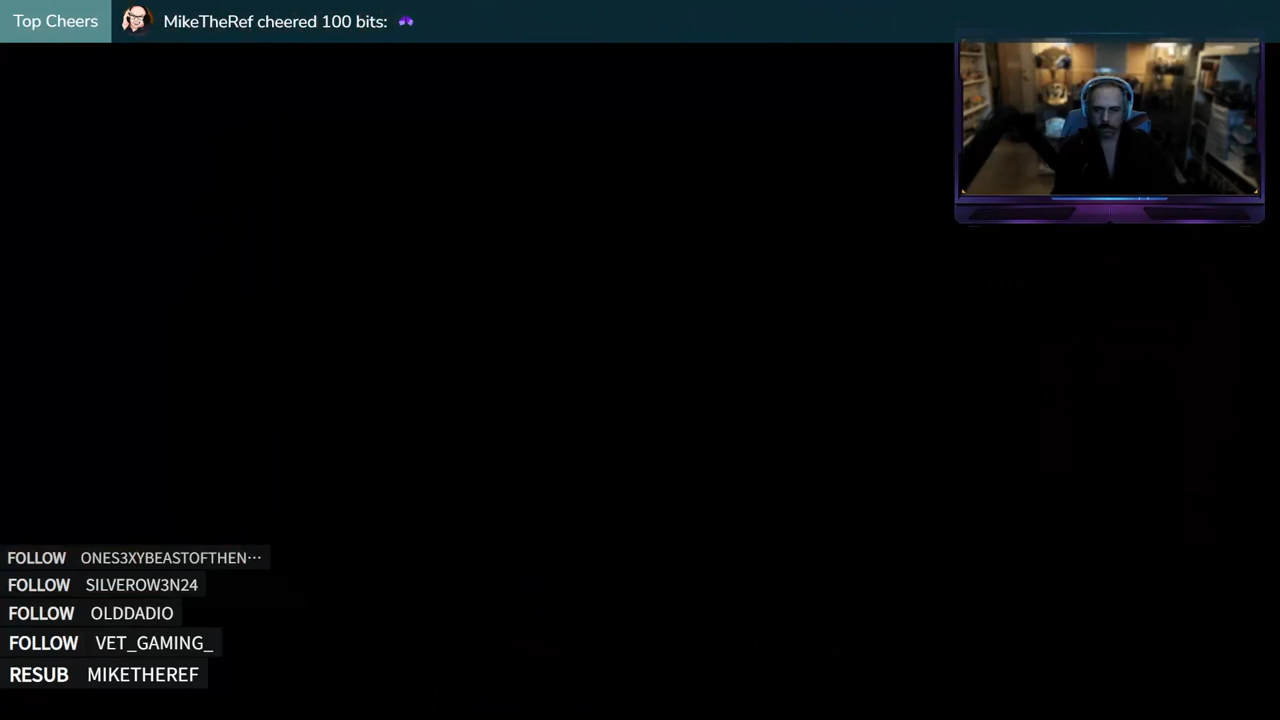 Top Cheers MikeTheRef cheered 100 bits:
FOLLOW ONES3XYBEASTOFTHEN···
FOLLOW SILVEROW3N24
FOLLOW OLDDADIO
FOLLOW VET_GAMING_
RESUB MIKETHEREF